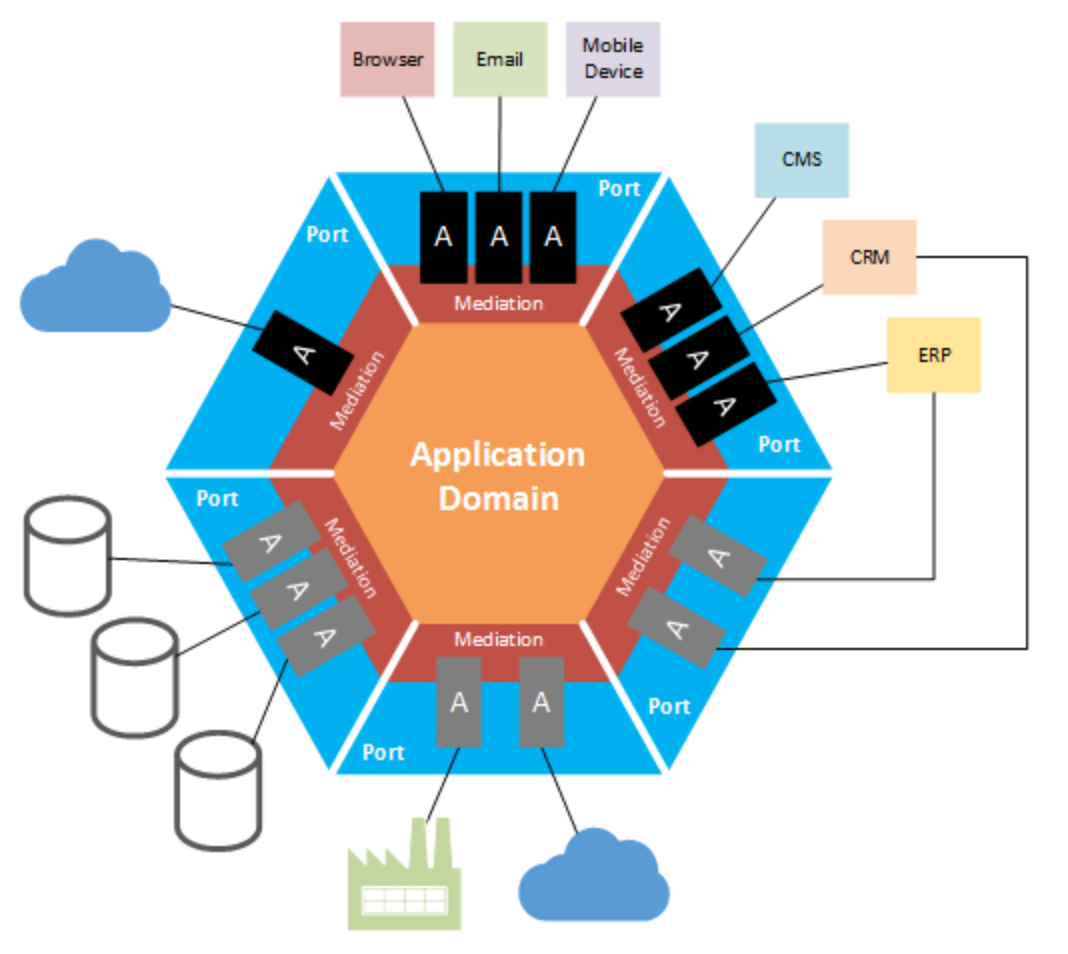 Browser
Email
Mobile
Device
CMS
Port
Port
A
A
A
CRM
Mediation
A
A
A
A
Mediation
Mediation
ERP
Port
Application
Domain
Port
Mediation
Mediation
A
A
A
A
A
Mediation
A
A
Port
Port